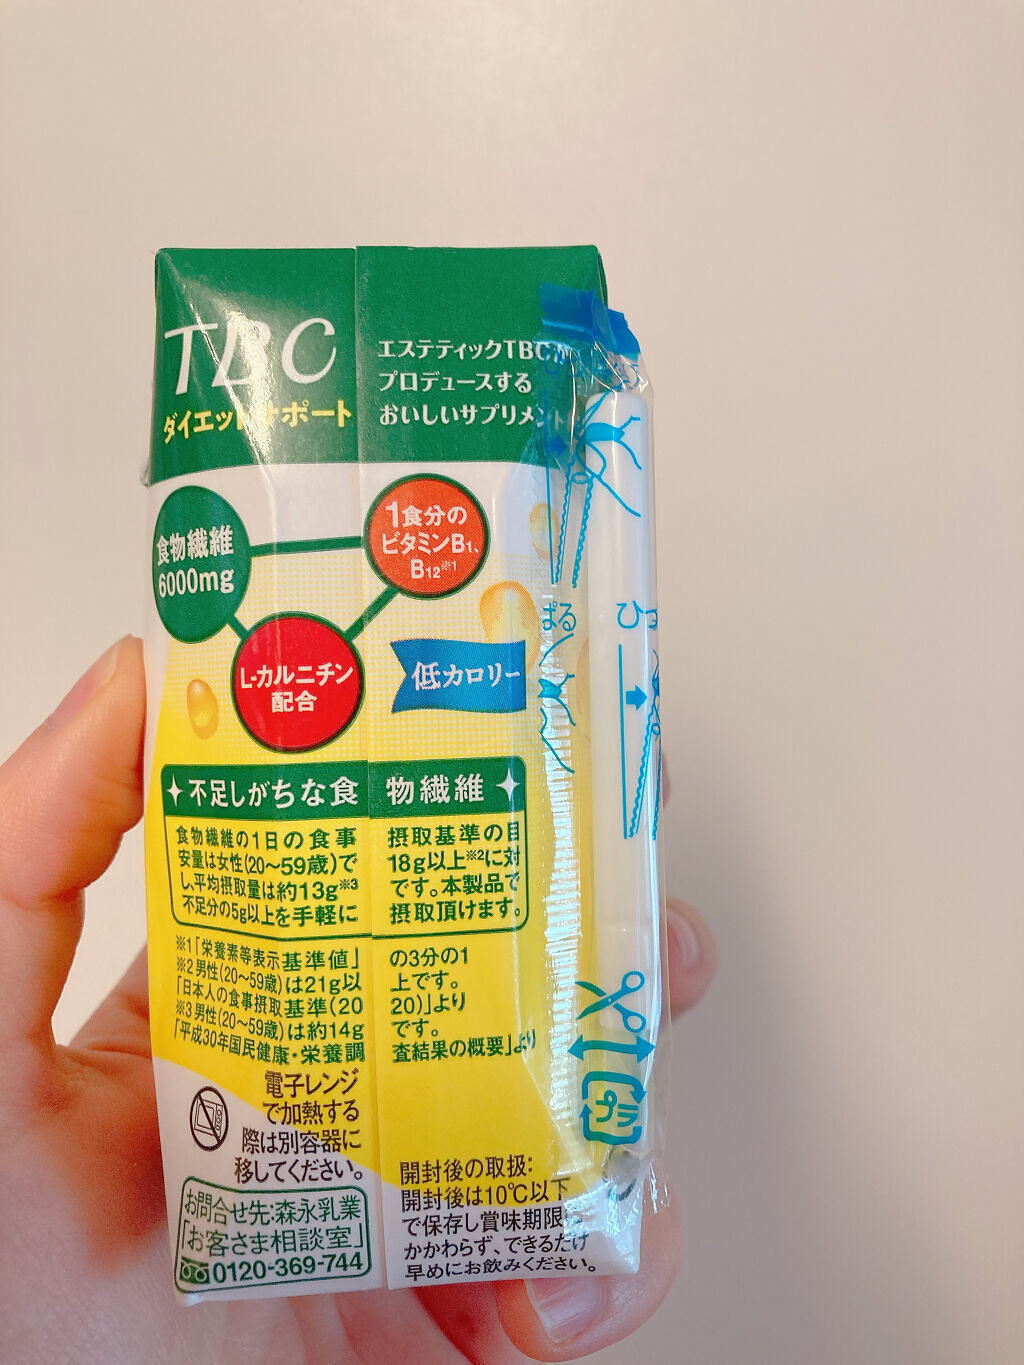 TBC
ダイエットサポート
エステティックTBCが
プロデュースする
おいしいサプリメント
食物繊維
6000mg
1食分の
ビタミンB1、
B12※1
L-カルニチン
配合
低カロリー
不足しがちな食物繊維
食物繊維の1日の食事摂取基準の目
安量は女性(20～59歳)で18g以上※2に対
し、平均摂取量は約13g※3です。本製品で
不足分の5g以上を手軽に摂取頂けます。
※1「栄養素等表示基準値」の3分の1
※2 男性(20～59歳)は21g以上です。
「日本人の食事摂取基準(2020)」より
※3 男性(20～59歳)は約14gです。
「平成30年国民健康・栄養調査結果の概要」より
電子レンジ
で加熱する
際は別容器に
移してください。
お問合せ先:森永乳業
「お客さま相談室」
0120-369-744
開封後の取扱:
開封後は10℃以下
で保存し賞味期限に
かかわらず、できるだけ
早めにお飲みください。
プラ